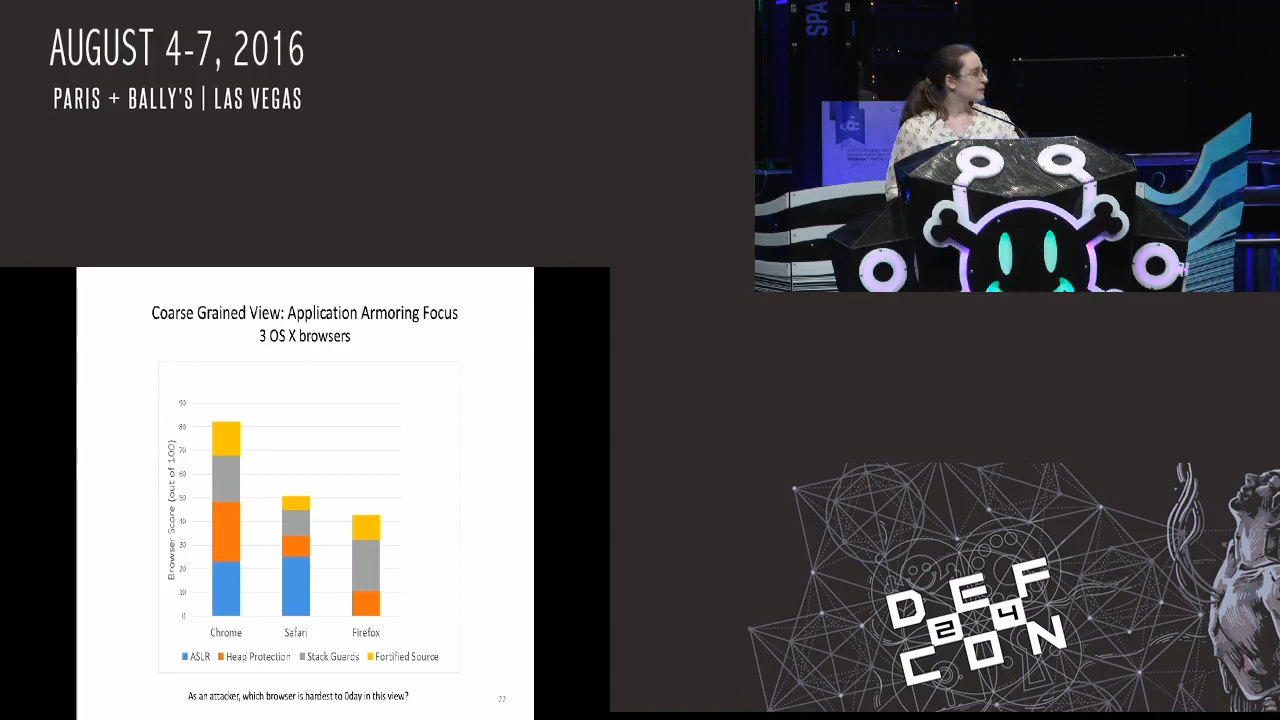 AUGUST 4-7, 2016
PARIS + BALLY'S | LAS VEGAS
SPA
Coarse Grained View: Application Armoring Focus
3 OS X browsers
Browser Score (out of 100)
90
80
70
60
50
40
30
20
10
0
Chrome
Safari
Firefox
ASLR
Heap Protection
Stack Guards
Fortified Source
As an attacker, which browser is hardest to 0day in this view?
22
DEF
24
CON